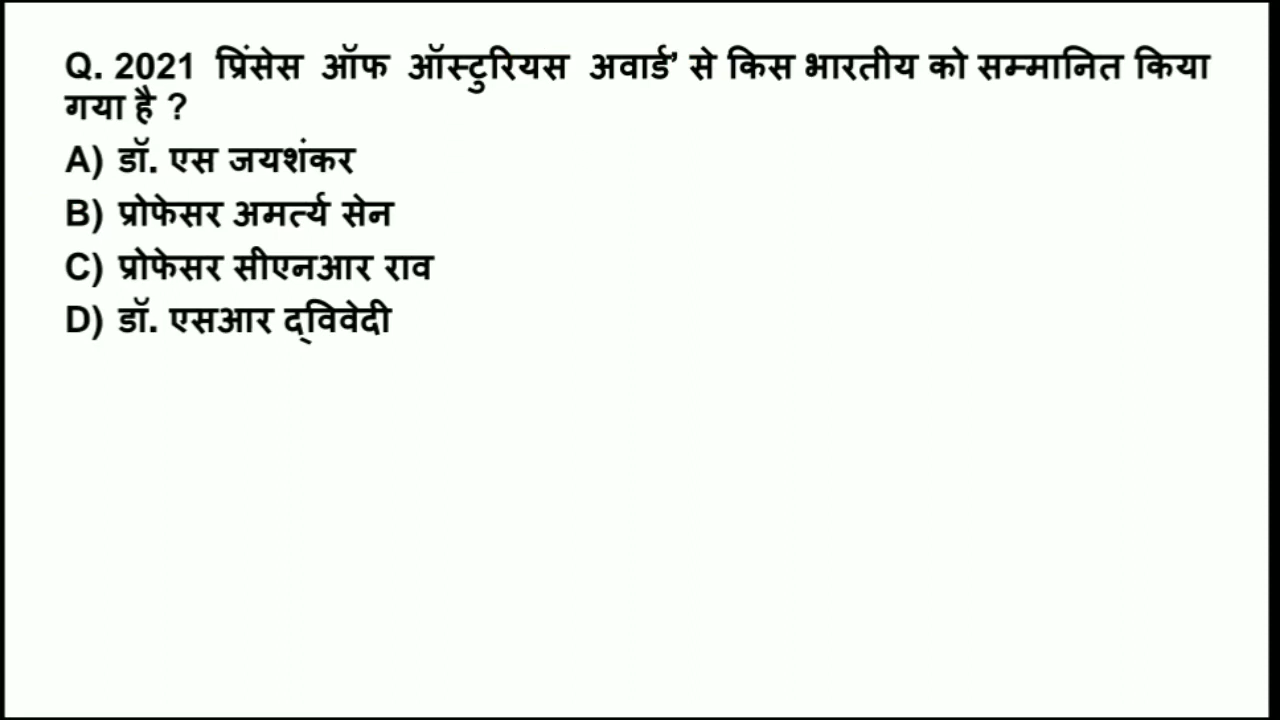 Q. 2021 प्रिंसेस ऑफ ऑस्टुरियस अवार्ड’ से किस भारतीय को सम्मानित किया
गया है ?
A) डॉ. एस जयशंकर
B) प्रोफेसर अमर्त्य सेन
C) प्रोफेसर सीएनआर राव
D) डॉ. एसआर द्विवेदी